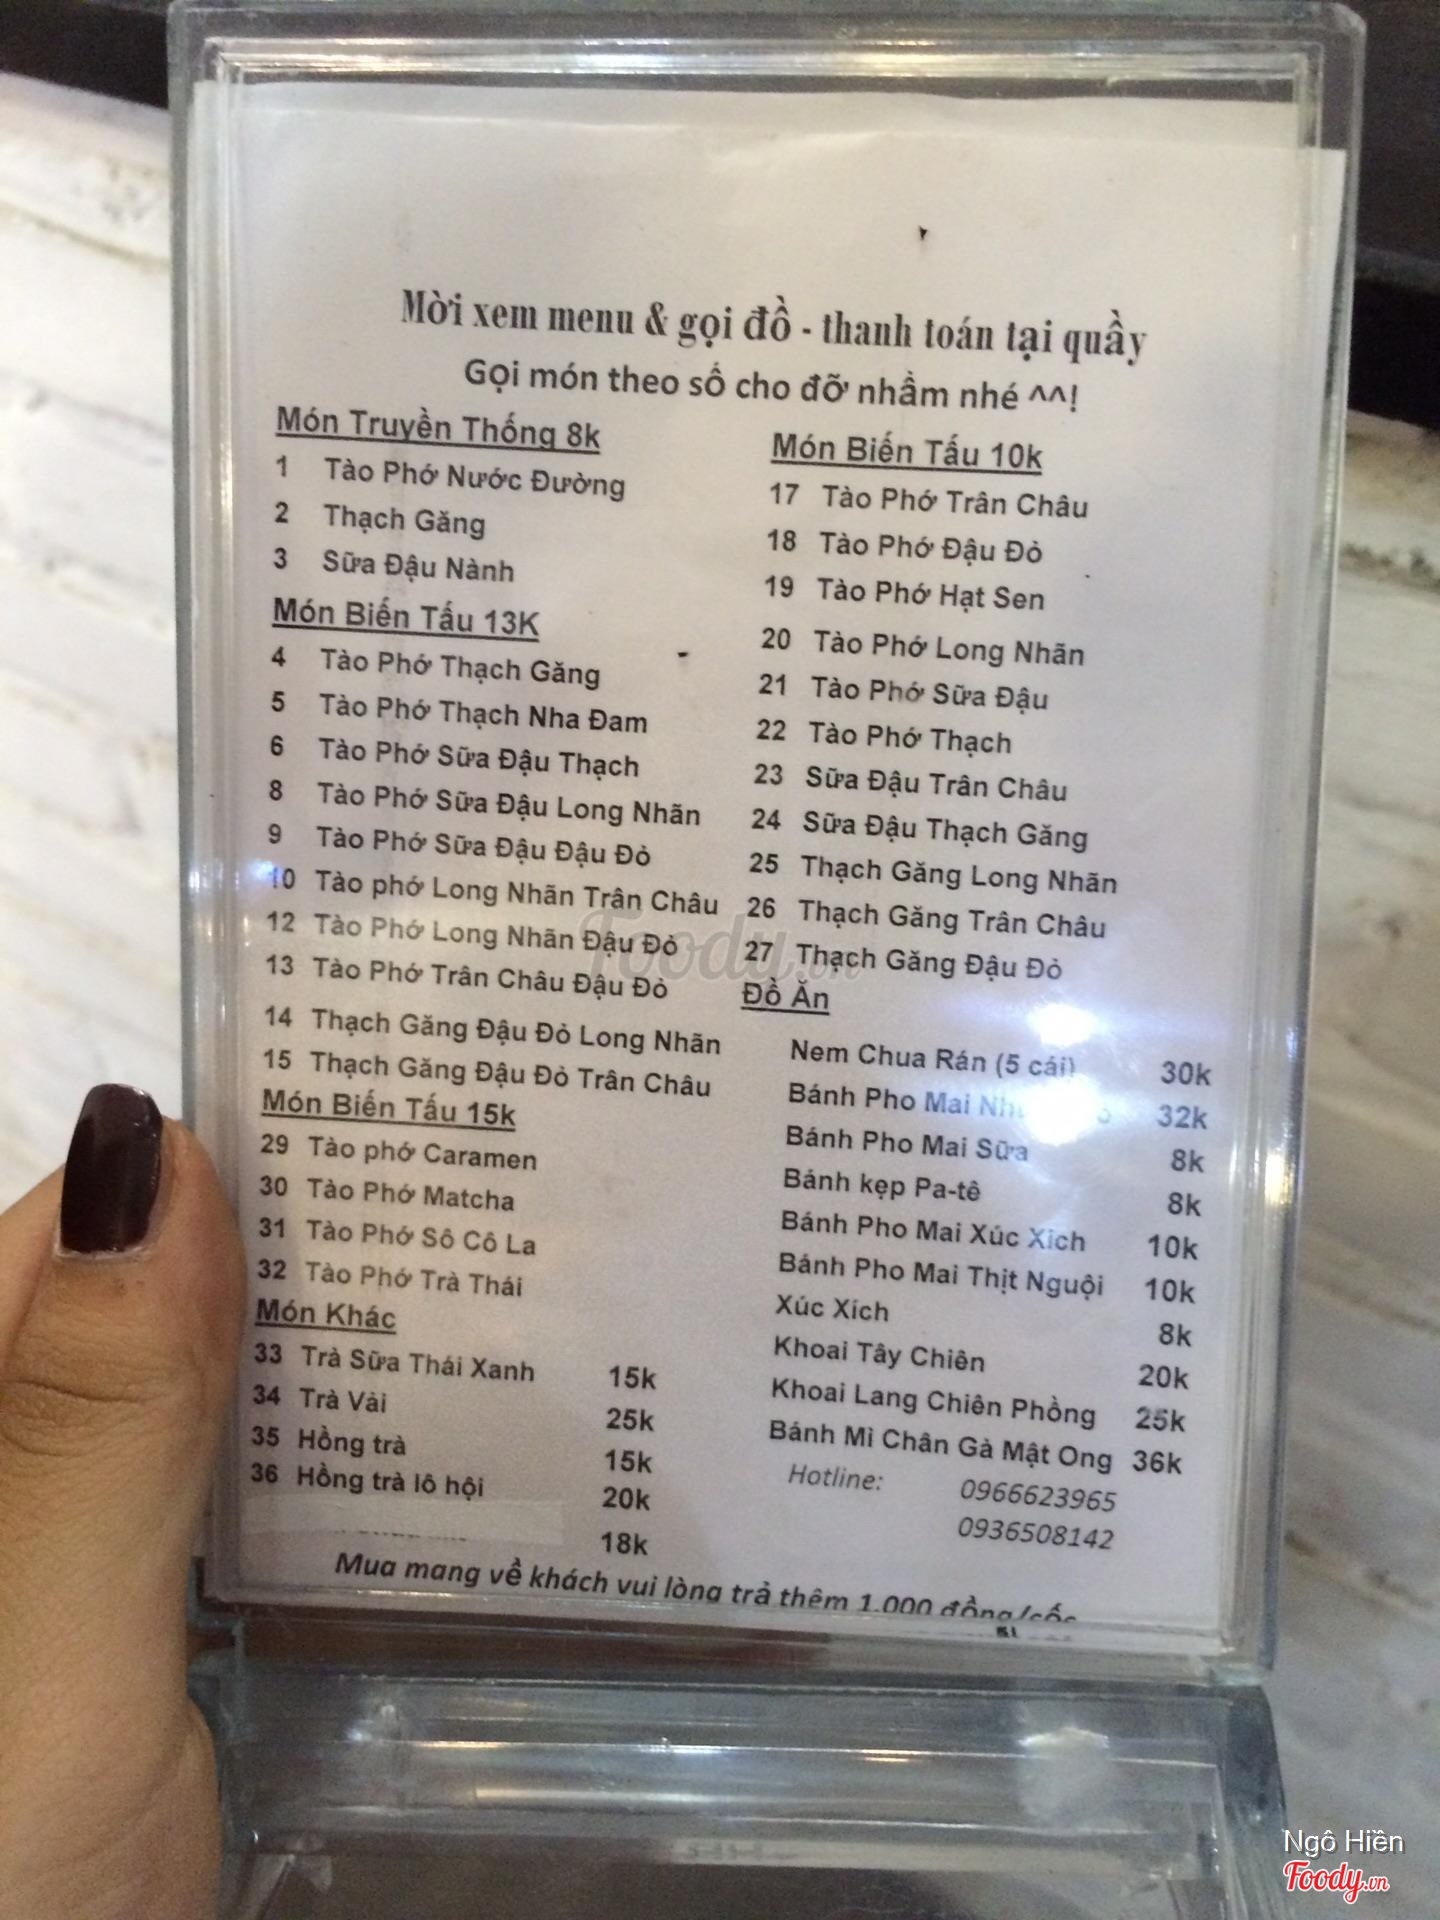 Mời xem menu & gọi đồ - thanh toán tại quầy
Gọi món theo số cho đỡ nhầm nhé ^^!
Món Truyền Thống 8k
1 Tào Phớ Nước Đường
2 Thạch Găng
3 Sữa Đậu Nành
Món Biến Tấu 13K
4 Tào Phớ Thạch Găng
5 Tào Phớ Thạch Nha Đam
6 Tào Phớ Sữa Đậu Thạch
8 Tào Phớ Sữa Đậu Long Nhãn
9 Tào Phớ Sữa Đậu Đậu Đỏ
10 Tào phớ Long Nhãn Trân Châu
12 Tào Phớ Long Nhãn Đậu Đỏ
13 Tào Phớ Trân Châu Đậu Đỏ
14 Thạch Găng Đậu Đỏ Long Nhãn
15 Thạch Găng Đậu Đỏ Trân Châu
Món Biến Tấu 15k
29 Tào phớ Caramen
30 Tào Phớ Matcha
31 Tào Phớ Sô Cô La
32 Tào Phớ Trà Thái
Món Khác
33 Trà Sữa Thái Xanh 15k
34 Trà Vải 25k
35 Hồng trà 15k
36 Hồng trà lô hội 20k
18k
Món Biến Tấu 10k
17 Tào Phớ Trân Châu
18 Tào Phớ Đậu Đỏ
19 Tào Phớ Hạt Sen
20 Tào Phớ Long Nhãn
21 Tào Phớ Sữa Đậu
22 Tào Phớ Thạch
23 Sữa Đậu Trân Châu
24 Sữa Đậu Thạch Găng
25 Thạch Găng Long Nhãn
26 Thạch Găng Trân Châu
27 Thạch Găng Đậu Đỏ
Đồ Ăn
Nem Chua Rán (5 cái) 30k
Bánh Pho Mai 32k
Bánh Pho Mai Sữa 8k
Bánh kẹp Pa-tê 8k
Bánh Pho Mai Xúc Xích 10k
Bánh Pho Mai Thịt Nguội 10k
Xúc Xích 8k
Khoai Tây Chiên 20k
Khoai Lang Chiên Phồng 25k
Bánh Mì Chân Gà Mật Ong 36k
Hotline: 0966623965
0936508142
Mua mang về khách vui lòng trả thêm 1.000 đồng/cốc
Foody.vn
Ngô Hiền
Foody.vn